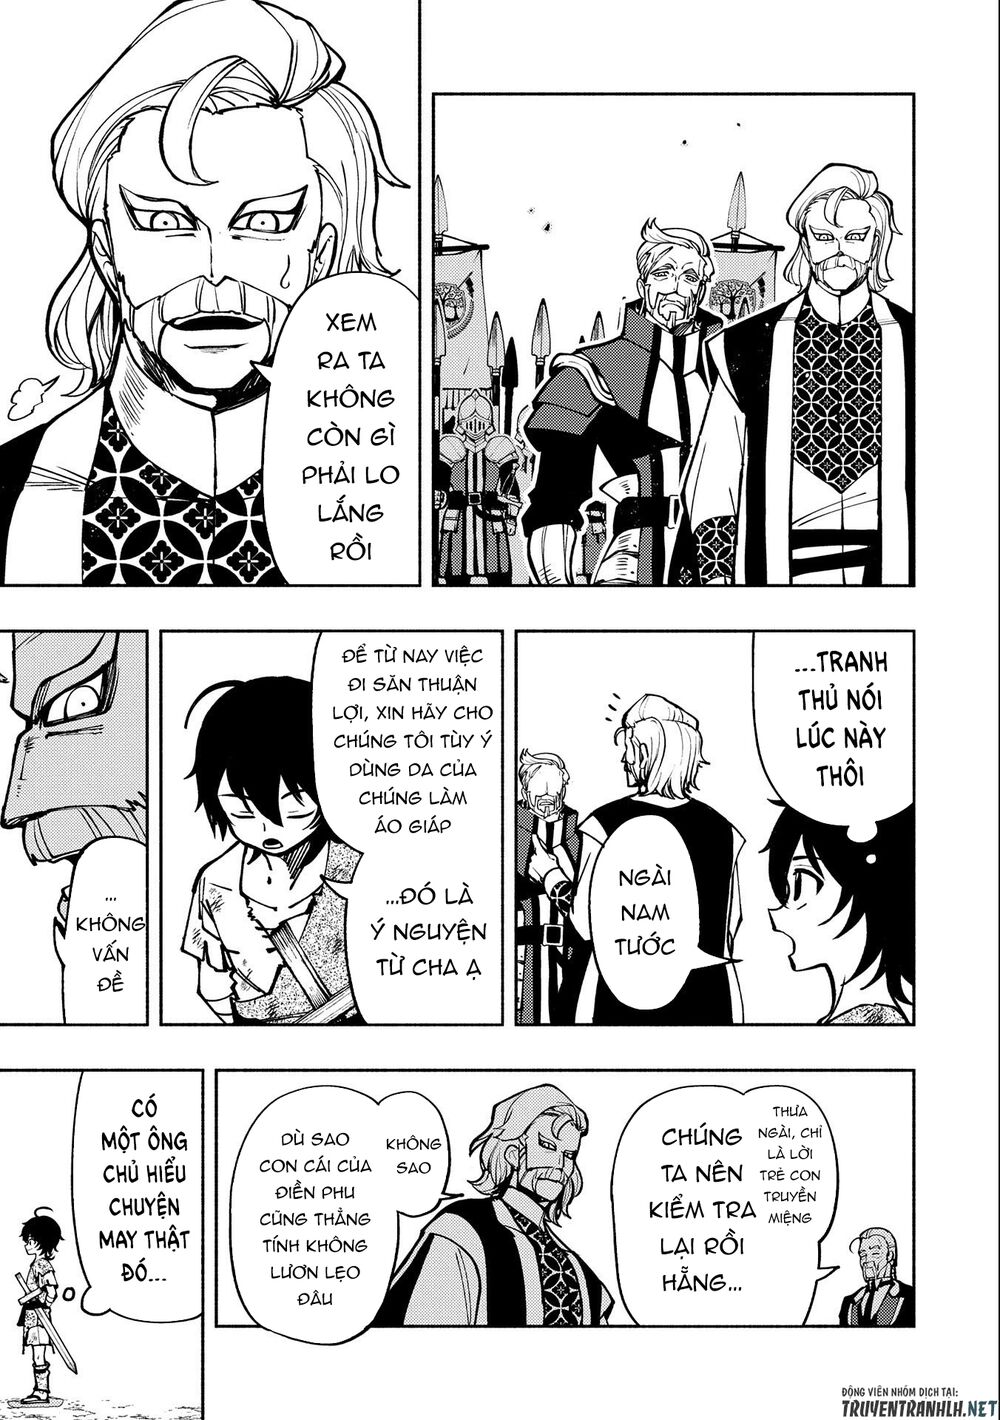 XEM
RA TA
KHÔNG
CÒN GÌ
PHẢI LO
LẮNG
RỒI
...TRANH
THỦ NÓI
LÚC NÀY
THÔI
NGÀI
NAM
TƯỚC
ĐỂ TỪ NAY VIỆC
ĐI SĂN THUẬN
LỢI, XIN HÃY CHO
CHÚNG TÔI TÙY Ý
DÙNG DA CỦA
CHÚNG LÀM
ÁO GIÁP
...ĐÓ LÀ
Ý NGUYỆN
TỪ CHA Ạ
...
KHÔNG
VẤN
ĐỀ
THƯA
NGÀI, CHỈ
LÀ LỜI
TRẺ CON
TRUYỀN
MIỆNG
CHÚNG
TA NÊN
KIỂM TRA
LẠI RỒI
HẴNG...
KHÔNG
SAO
DÙ SAO
CON CÁI CỦA
ĐIỀN PHU
CŨNG THẲNG
TÍNH KHÔNG
LƯƠN LẸO
ĐÂU
CÓ
MỘT ÔNG
CHỦ HIỂU
CHUYỆN
MAY THẬT
ĐÓ...
ĐỘNG VIÊN NHÓM DỊCH TẠI:
TRUYENTRANHLH.NET